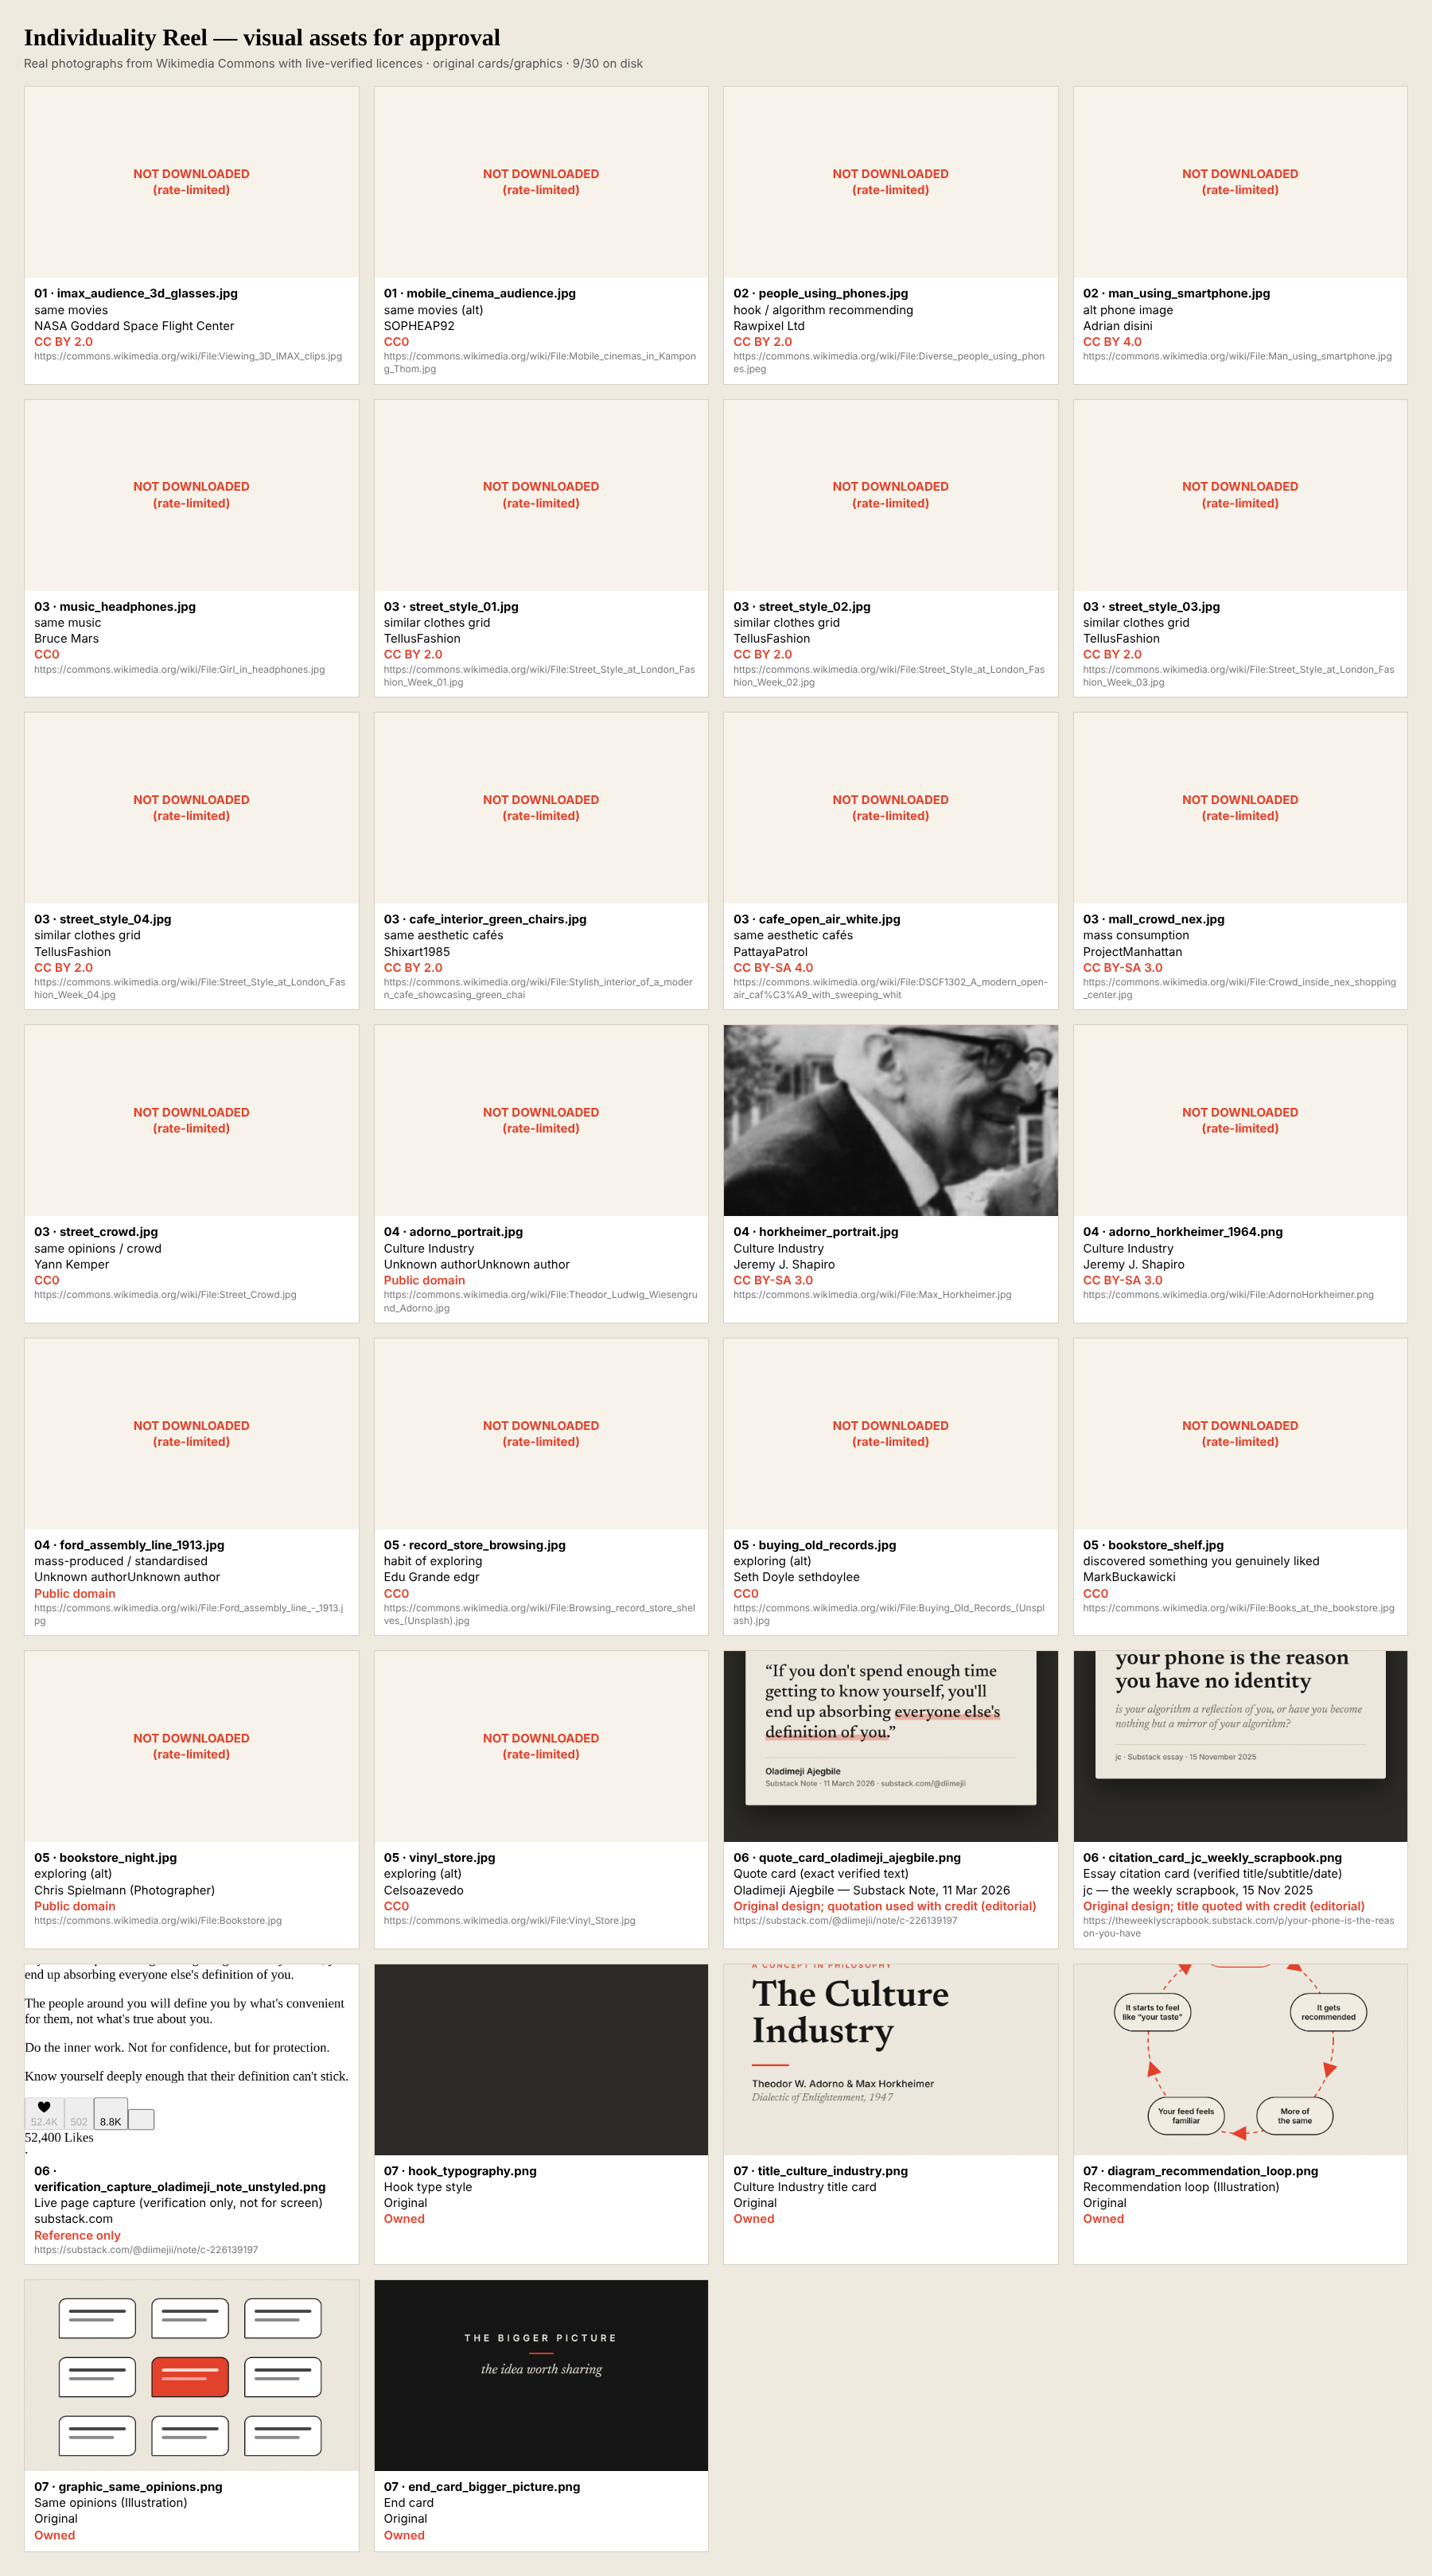 Individuality Reel — visual assets for approval
Real photographs from Wikimedia Commons with live-verified licences · original cards/graphics · 9/30 on disk
NOT DOWNLOADED
(rate-limited)
01 · imax_audience_3d_glasses.jpg
same movies
NASA Goddard Space Flight Center
CC BY 2.0
https://commons.wikimedia.org/wiki/File:Viewing_3D_IMAX_clips.jpg
NOT DOWNLOADED
(rate-limited)
01 · mobile_cinema_audience.jpg
same movies (alt)
SOPHEAP92
CC0
https://commons.wikimedia.org/wiki/File:Mobile_cinemas_in_Kampon
g_Thom.jpg
NOT DOWNLOADED
(rate-limited)
02 · people_using_phones.jpg
hook / algorithm recommending
Rawpixel Ltd
CC BY 2.0
https://commons.wikimedia.org/wiki/File:Diverse_people_using_phon
es.jpeg
NOT DOWNLOADED
(rate-limited)
02 · man_using_smartphone.jpg
alt phone image
Adrian disini
CC BY 4.0
https://commons.wikimedia.org/wiki/File:Man_using_smartphone.jpg
NOT DOWNLOADED
(rate-limited)
03 · music_headphones.jpg
same music
Bruce Mars
CC0
https://commons.wikimedia.org/wiki/File:Girl_in_headphones.jpg
NOT DOWNLOADED
(rate-limited)
03 · street_style_01.jpg
similar clothes grid
TellusFashion
CC BY 2.0
https://commons.wikimedia.org/wiki/File:Street_Style_at_London_Fas
hion_Week_01.jpg
NOT DOWNLOADED
(rate-limited)
03 · street_style_02.jpg
similar clothes grid
TellusFashion
CC BY 2.0
https://commons.wikimedia.org/wiki/File:Street_Style_at_London_Fas
hion_Week_02.jpg
NOT DOWNLOADED
(rate-limited)
03 · street_style_03.jpg
similar clothes grid
TellusFashion
CC BY 2.0
https://commons.wikimedia.org/wiki/File:Street_Style_at_London_Fas
hion_Week_03.jpg
NOT DOWNLOADED
(rate-limited)
03 · street_style_04.jpg
similar clothes grid
TellusFashion
CC BY 2.0
https://commons.wikimedia.org/wiki/File:Street_Style_at_London_Fas
hion_Week_04.jpg
NOT DOWNLOADED
(rate-limited)
03 · cafe_interior_green_chairs.jpg
same aesthetic cafés
Shixart1985
CC BY 2.0
https://commons.wikimedia.org/wiki/File:Stylish_interior_of_a_moder
n_cafe_showcasing_green_chai
NOT DOWNLOADED
(rate-limited)
03 · cafe_open_air_white.jpg
same aesthetic cafés
PattayaPatrol
CC BY-SA 4.0
https://commons.wikimedia.org/wiki/File:DSCF1302_A_modern_open-
air_caf%C3%A9_with_sweeping_whit
NOT DOWNLOADED
(rate-limited)
03 · mall_crowd_nex.jpg
mass consumption
ProjectManhattan
CC BY-SA 3.0
https://commons.wikimedia.org/wiki/File:Crowd_inside_nex_shopping
_center.jpg
NOT DOWNLOADED
(rate-limited)
03 · street_crowd.jpg
same opinions / crowd
Yann Kemper
CC0
https://commons.wikimedia.org/wiki/File:Street_Crowd.jpg
NOT DOWNLOADED
(rate-limited)
04 · adorno_portrait.jpg
Culture Industry
Unknown authorUnknown author
Public domain
https://commons.wikimedia.org/wiki/File:Theodor_Ludwig_Wiesengru
nd_Adorno.jpg
04 · horkheimer_portrait.jpg
Culture Industry
Jeremy J. Shapiro
CC BY-SA 3.0
https://commons.wikimedia.org/wiki/File:Max_Horkheimer.jpg
NOT DOWNLOADED
(rate-limited)
04 · adorno_horkheimer_1964.png
Culture Industry
Jeremy J. Shapiro
CC BY-SA 3.0
https://commons.wikimedia.org/wiki/File:AdornoHorkheimer.png
NOT DOWNLOADED
(rate-limited)
04 · ford_assembly_line_1913.jpg
mass-produced / standardised
Unknown authorUnknown author
Public domain
https://commons.wikimedia.org/wiki/File:Ford_assembly_line_-_1913.j
pg
NOT DOWNLOADED
(rate-limited)
05 · record_store_browsing.jpg
habit of exploring
Edu Grande edgr
CC0
https://commons.wikimedia.org/wiki/File:Browsing_record_store_shel
ves_(Unsplash).jpg
NOT DOWNLOADED
(rate-limited)
05 · buying_old_records.jpg
exploring (alt)
Seth Doyle sethdoylee
CC0
https://commons.wikimedia.org/wiki/File:Buying_Old_Records_(Unspl
ash).jpg
NOT DOWNLOADED
(rate-limited)
05 · bookstore_shelf.jpg
discovered something you genuinely liked
MarkBuckawicki
CC0
https://commons.wikimedia.org/wiki/File:Books_at_the_bookstore.jpg
NOT DOWNLOADED
(rate-limited)
05 · bookstore_night.jpg
exploring (alt)
Chris Spielmann (Photographer)
Public domain
https://commons.wikimedia.org/wiki/File:Bookstore.jpg
NOT DOWNLOADED
(rate-limited)
05 · vinyl_store.jpg
exploring (alt)
Celsoazevedo
CC0
https://commons.wikimedia.org/wiki/File:Vinyl_Store.jpg
“If you don't spend enough time
getting to know yourself, you'll
end up absorbing everyone else's
definition of you.”
Oladimeji Ajegbile
Substack Note · 11 March 2026 · substack.com/@diimejii
06 · quote_card_oladimeji_ajegbile.png
Quote card (exact verified text)
Oladimeji Ajegbile — Substack Note, 11 Mar 2026
Original design; quotation used with credit (editorial)
https://substack.com/@diimejii/note/c-226139197
your phone is the reason
you have no identity
is your algorithm a reflection of you, or have you become
nothing but a mirror of your algorithm?
jc · Substack essay · 15 November 2025
06 · citation_card_jc_weekly_scrapbook.png
Essay citation card (verified title/subtitle/date)
jc — the weekly scrapbook, 15 Nov 2025
Original design; title quoted with credit (editorial)
https://theweeklyscrapbook.substack.com/p/your-phone-is-the-reas
on-you-have
end up absorbing everyone else's definition of you.
The people around you will define you by what's convenient
for them, not what's true about you.
Do the inner work. Not for confidence, but for protection.
Know yourself deeply enough that their definition can't stick.
52.4K 502 8.8K
52,400 Likes
·
06 ·
verification_capture_oladimeji_note_unstyled.png
Live page capture (verification only, not for screen)
substack.com
Reference only
https://substack.com/@diimejii/note/c-226139197
07 · hook_typography.png
Hook type style
Original
Owned
A CONCEPT IN PHILOSOPHY
The Culture
Industry
Theodor W. Adorno & Max Horkheimer
Dialectic of Enlightenment, 1947
07 · title_culture_industry.png
Culture Industry title card
Original
Owned
It starts to feel
like “your taste”
It gets
recommended
Your feed feels
familiar
More of
the same
07 · diagram_recommendation_loop.png
Recommendation loop (Illustration)
Original
Owned
07 · graphic_same_opinions.png
Same opinions (Illustration)
Original
Owned
THE BIGGER PICTURE
the idea worth sharing
07 · end_card_bigger_picture.png
End card
Original
Owned